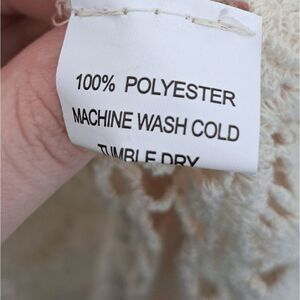 100% POLYESTER
MACHINE WASH COLD
TUMBLE DRY